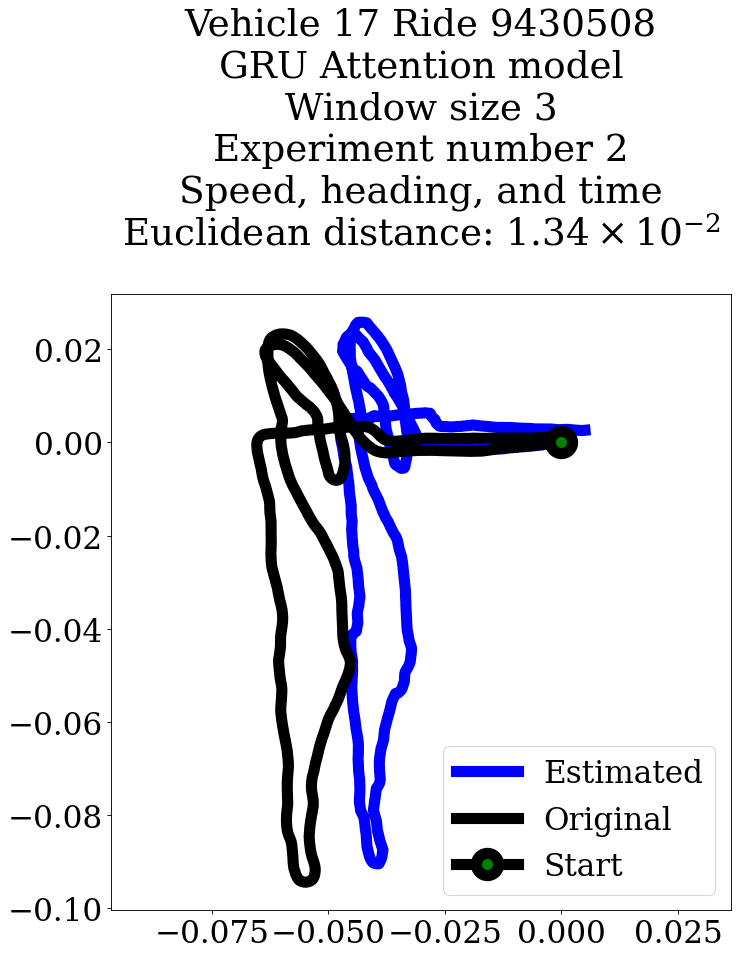 Vehicle 17 Ride 9430508
GRU Attention model
Window size 3
Experiment number 2
Speed, heading, and time
Euclidean distance: 1.34 × 10⁻²
0.02
0.00
−0.02
−0.04
−0.06
−0.08
−0.10
Estimated
Original
Start
−0.075 −0.050 −0.025 0.000 0.025